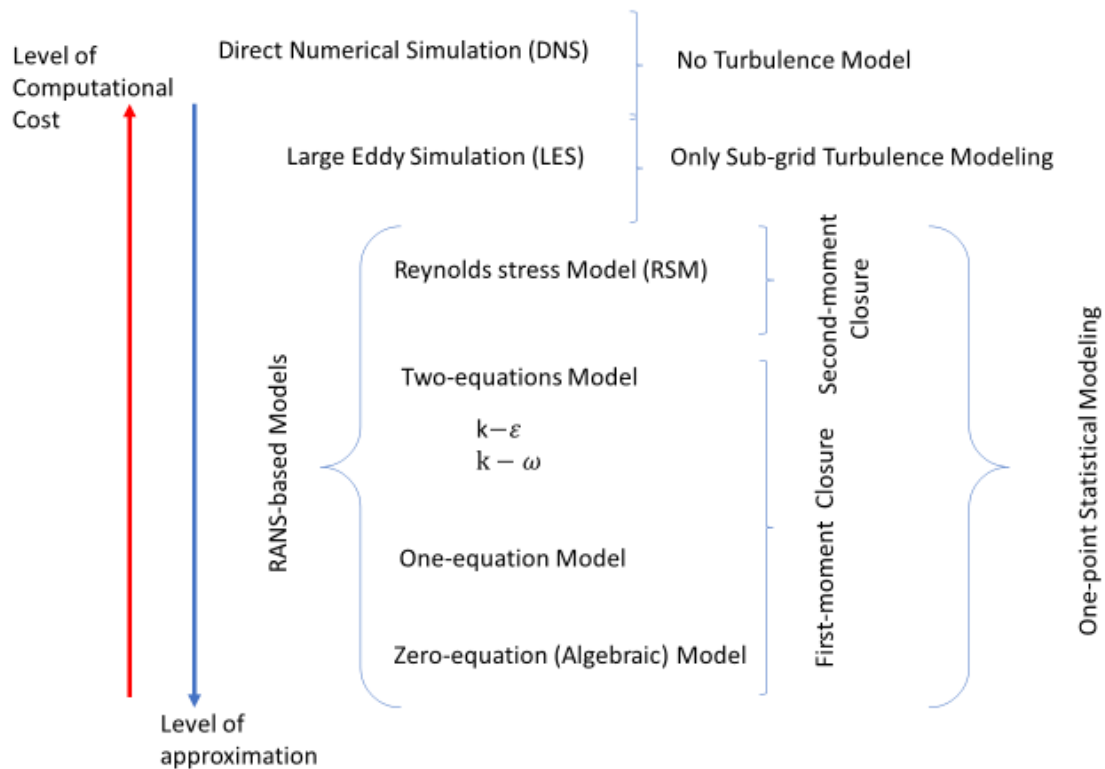 Level of
Computational
Cost
Direct Numerical Simulation (DNS)
No Turbulence Model
Large Eddy Simulation (LES)
Only Sub-grid Turbulence Modeling
RANS-based Models
Reynolds stress Model (RSM)
Second-moment
Closure
Two-equations Model
k−ε
k − ω
One-equation Model
Zero-equation (Algebraic) Model
First-moment Closure
One-point Statistical Modeling
Level of
approximation